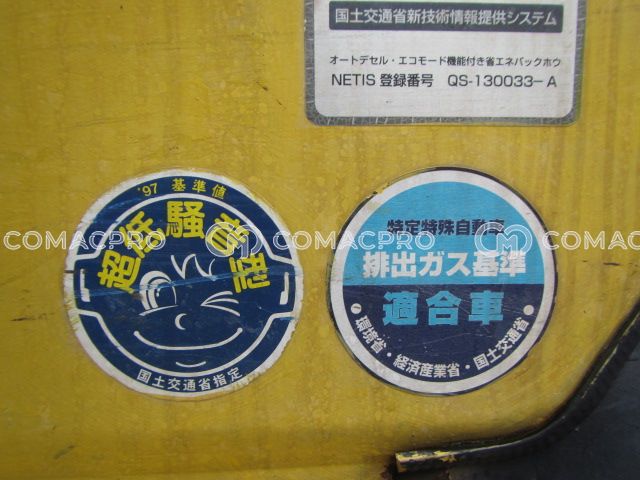 国土交通省新技術情報提供システム
オートデセル・エコモード機能付き省エネバックホウ
NETIS 登録番号 QS-130033-A
'97 基準値
超低騒音型
国土交通省指定
特定特殊自動車
排出ガス基準
適合車
環境省・経済産業省・国土交通省
COMACPRO
COMACPRO
COMACPRO